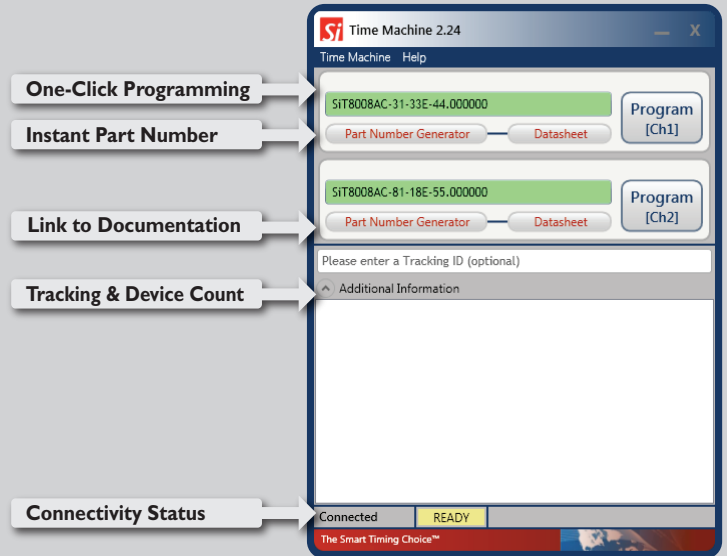 Si Time Machine 2.24
Time Machine Help
One-Click Programming
SiT8008AC-31-33E-44.000000
Program
[Ch1]
Instant Part Number
Part Number Generator
Datasheet
SiT8008AC-81-18E-55.000000
Program
[Ch2]
Link to Documentation
Part Number Generator
Datasheet
Please enter a Tracking ID (optional)
Tracking & Device Count
Additional Information
Connectivity Status
Connected
READY
The Smart Timing Choice™